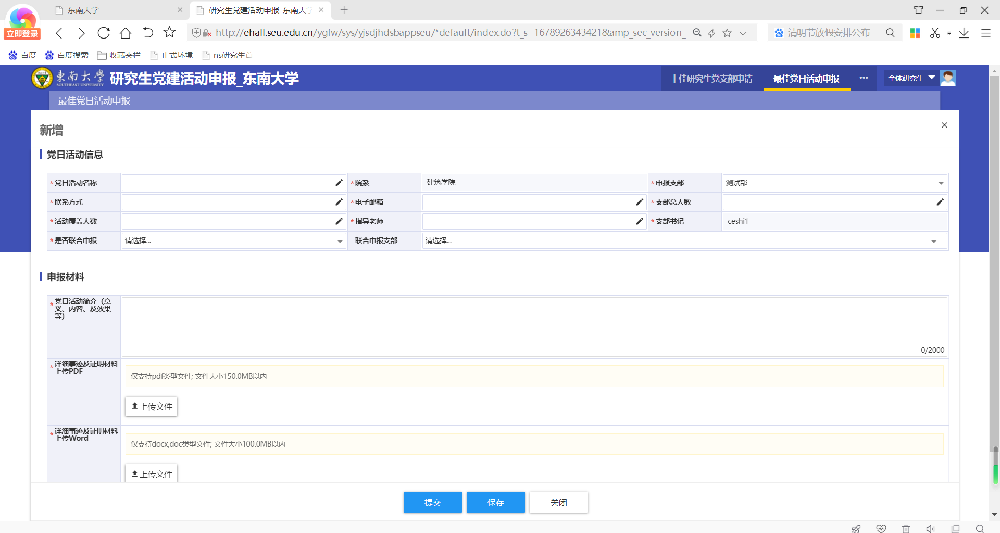 东南大学
研究生党建活动申报_东南大学
立即登录
http://ehall.seu.edu.cn/ygfw/sys/yjsdjhdsbappseu/*default/index.do?t_s=1678926343421&amp_sec_version_=
清明节放假安排公布
百度
百度搜索
收藏夹栏
正式环境
ns研究生首
東南大學
SOUTHEAST UNIVERSITY
研究生党建活动申报_东南大学
十佳研究生党支部申请
最佳党日活动申报
全体研究生
最佳党日活动申报
新增
党日活动信息
*党日活动名称
*院系
建筑学院
*申报支部
测试部
*联系方式
*电子邮箱
*支部总人数
*活动覆盖人数
*指导老师
*支部书记
ceshi1
*是否联合申报
请选择...
联合申报支部
请选择...
申报材料
*党日活动简介（意
义、内容、及效果
等）
0/2000
*详细事迹及证明材料
上传PDF
仅支持pdf类型文件; 文件大小150.0MB以内
上传文件
*详细事迹及证明材料
上传Word
仅支持docx,doc类型文件; 文件大小100.0MB以内
上传文件
提交
保存
关闭